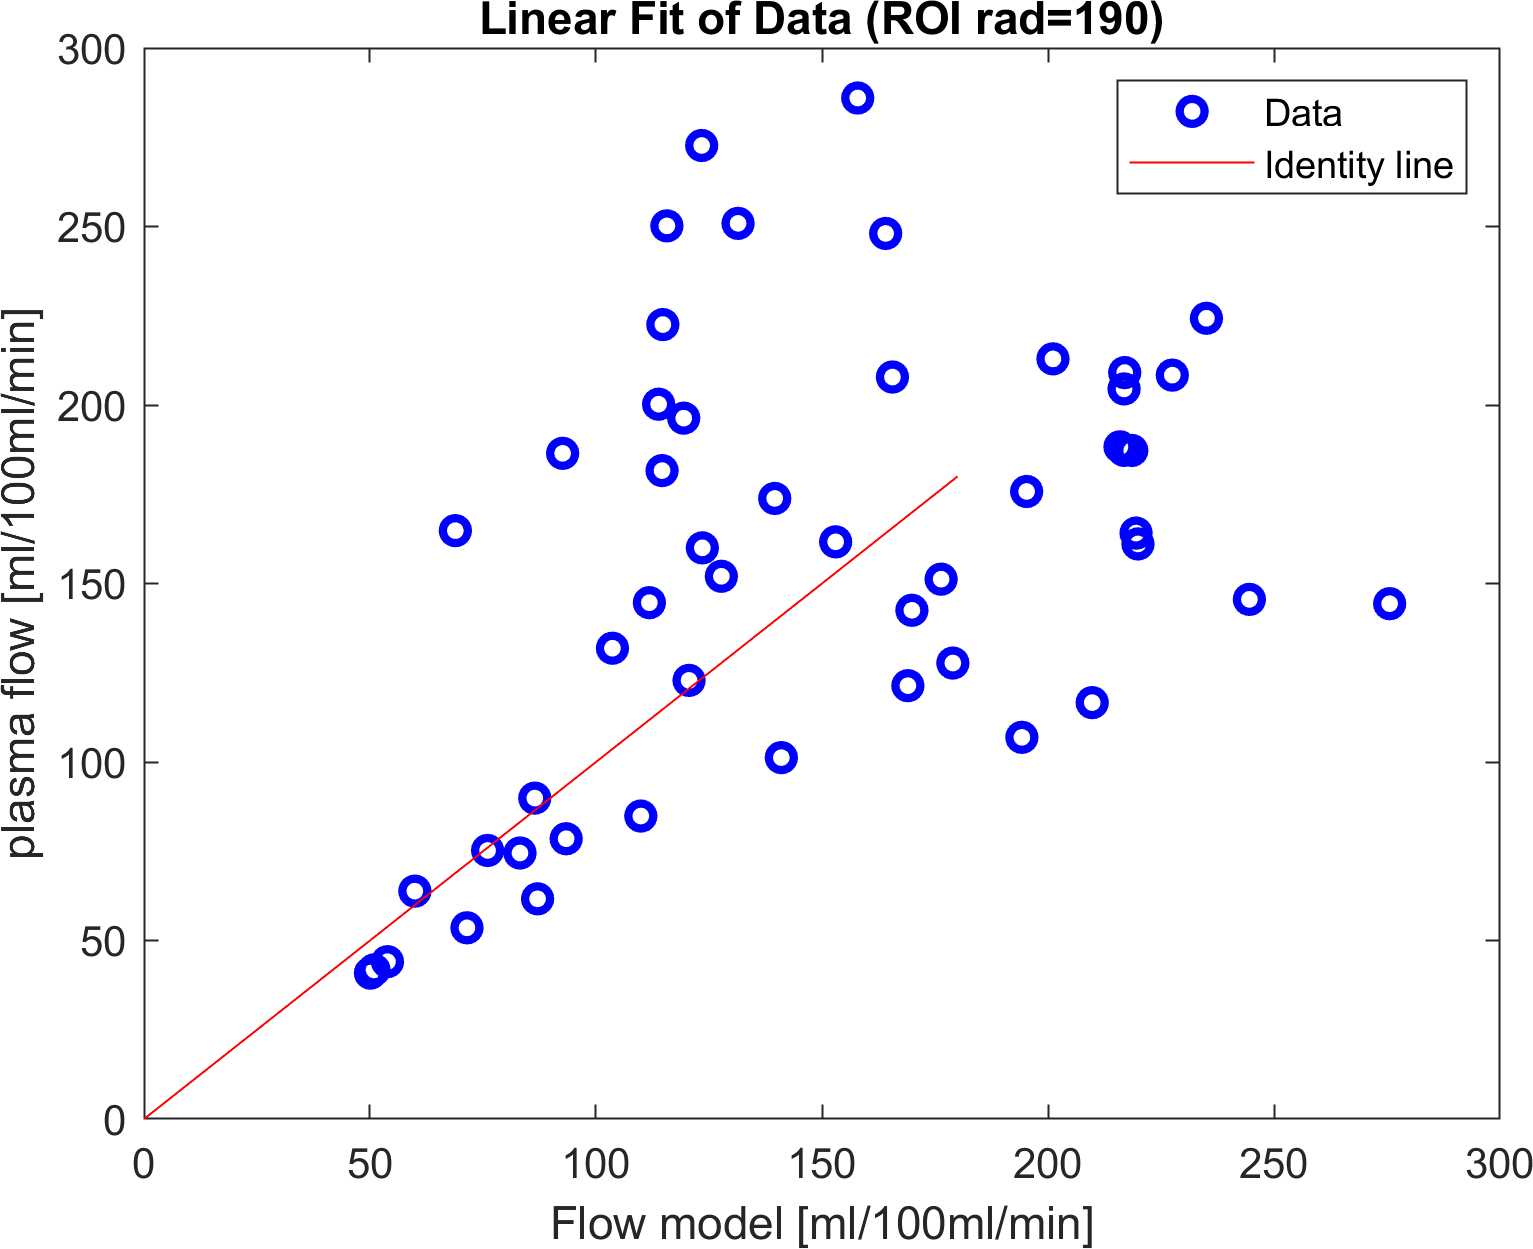 Linear Fit of Data (ROI rad=190)
Data
Identity line
plasma flow [ml/100ml/min]
300
250
200
150
100
50
0
0 50 100 150 200 250 300
Flow model [ml/100ml/min]